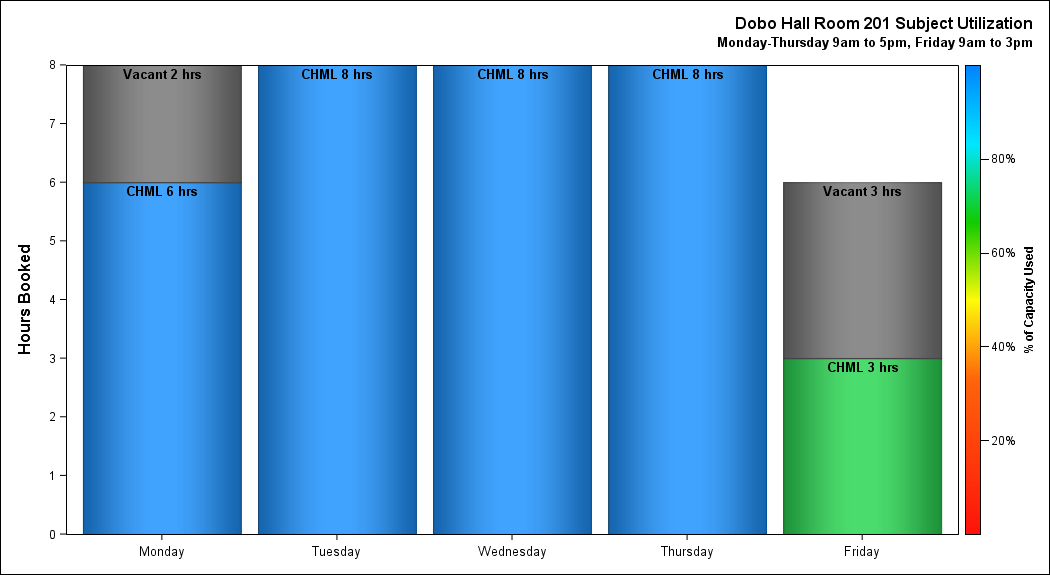 Dobo Hall Room 201 Subject Utilization
Monday-Thursday 9am to 5pm, Friday 9am to 3pm
Hours Booked
8
7
6
5
4
3
2
1
0
Vacant 2 hrs
CHML 6 hrs
CHML 8 hrs
CHML 8 hrs
CHML 8 hrs
Vacant 3 hrs
CHML 3 hrs
Monday
Tuesday
Wednesday
Thursday
Friday
80%
60%
40%
20%
% of Capacity Used